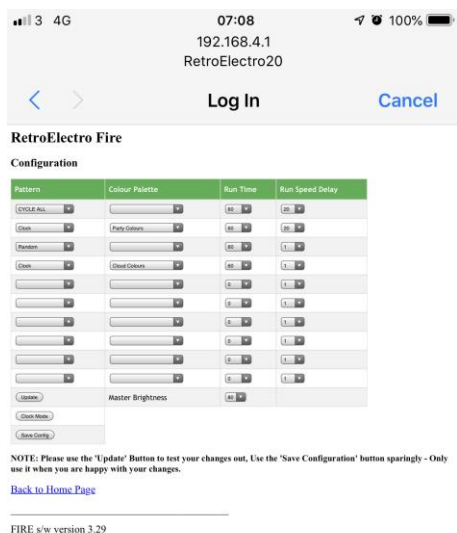 3 4G 07:08 100%
192.168.4.1
RetroElectro20
Log In Cancel
RetroElectro Fire
Configuration
Pattern Colour Palette Run Time Run Speed Delay
CYCLE ALL 60 20
Clock Party Colours 60 20
Random 60 1
Clock Cloud Colours 60 1
0 1
0 1
0 1
0 1
0 1
0 1
Update Master Brightness 80
Clock Mode
Save Config
NOTE: Please use the 'Update' Button to test your changes out, Use the 'Save Configuration' button sparingly - Only
use it when you are happy with your changes.
Back to Home Page
FIRE s/w version 3.29